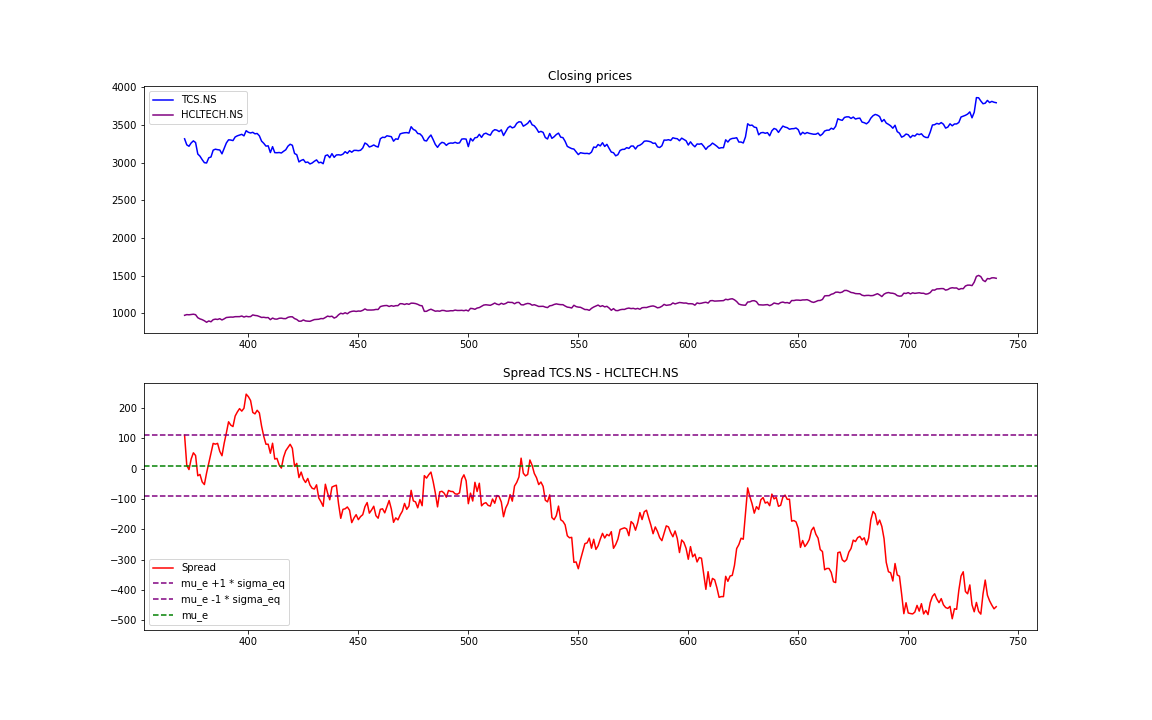 Closing prices
4000
3500
3000
2500
2000
1500
1000
TCS.NS
HCLTECH.NS
400 450 500 550 600 650 700 750
Spread TCS.NS - HCLTECH.NS
200
100
0
−100
−200
−300
−400
−500
Spread
mu_e +1 * sigma_eq
mu_e -1 * sigma_eq
mu_e
400 450 500 550 600 650 700 750